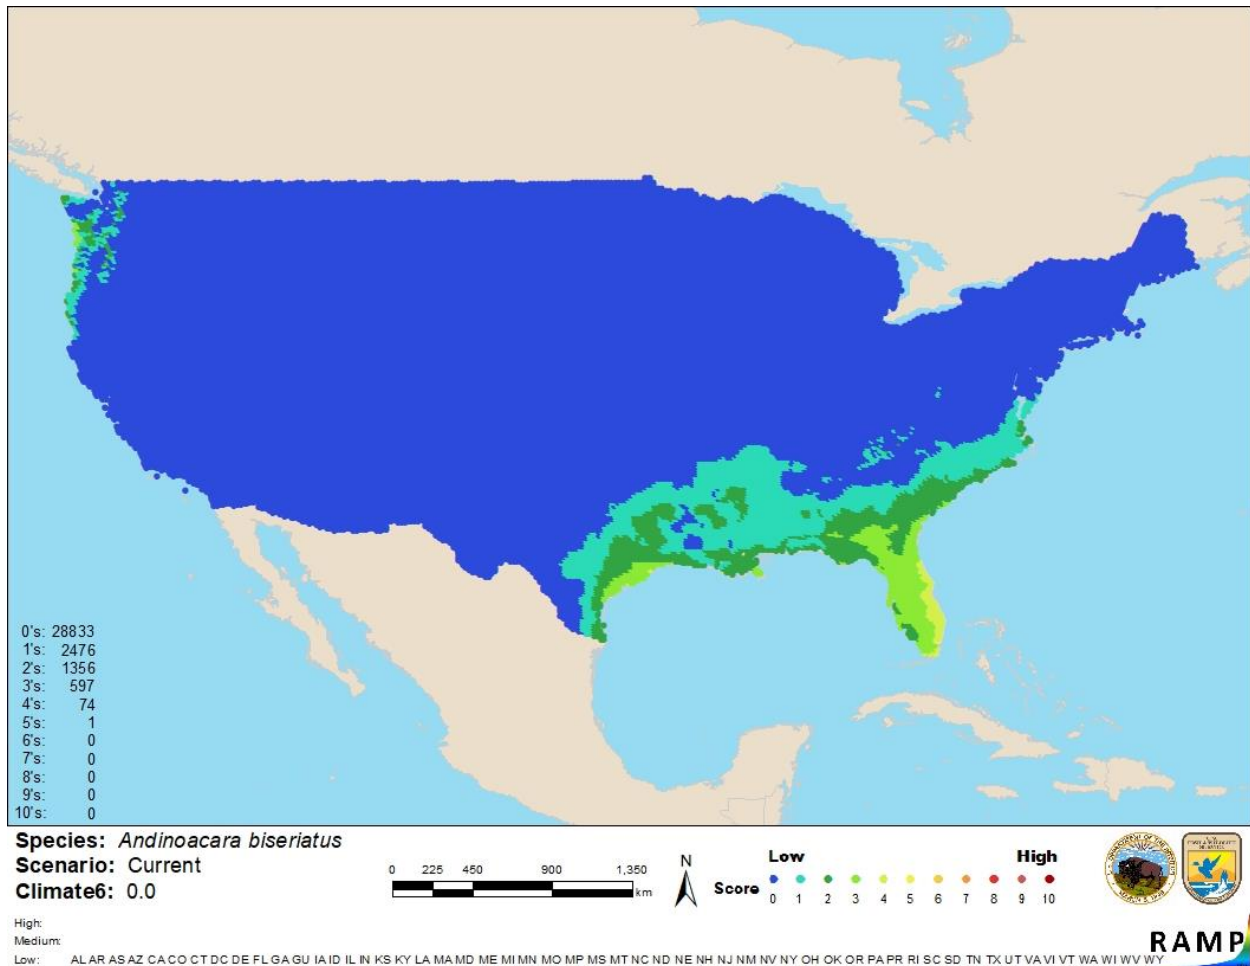 0's: 28833
1's: 2476
2's: 1356
3's: 597
4's: 74
5's: 1
6's: 0
7's: 0
8's: 0
9's: 0
10's: 0
Species: Andinoacara biseriatus
Scenario: Current
Climate6: 0.0
0 225 450 900 1,350
km
N
Low High
Score
0 1 2 3 4 5 6 7 8 9 10
RAMP
High:
Medium:
Low: AL AR AS AZ CA CO CT DC DE FL GA GU IA ID IL IN KS KY LA MA MD ME MI MN MO MP MS MT NC ND NE NH NJ NM NV NY OH OK OR PA PR RI SC SD TN TX UT VA VI VT WA WI WV WY